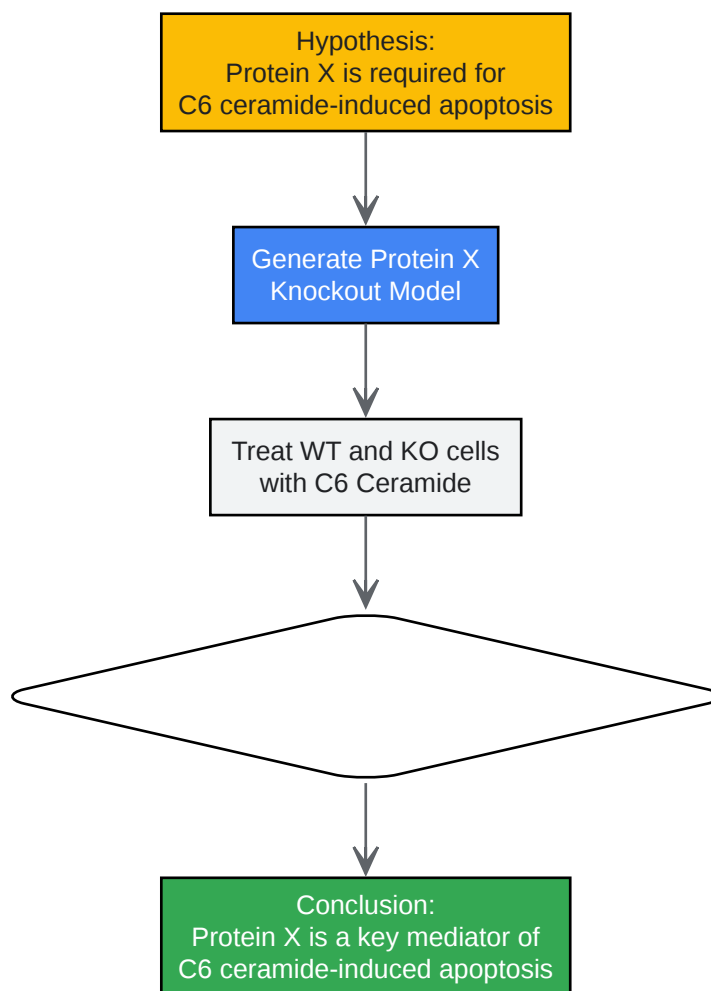 Hypothesis:
Protein X is required for
C6 ceramide-induced apoptosis
Generate Protein X
Knockout Model
Treat WT and KO cells
with C6 Ceramide
Conclusion:
Protein X is a key mediator of
C6 ceramide-induced apoptosis